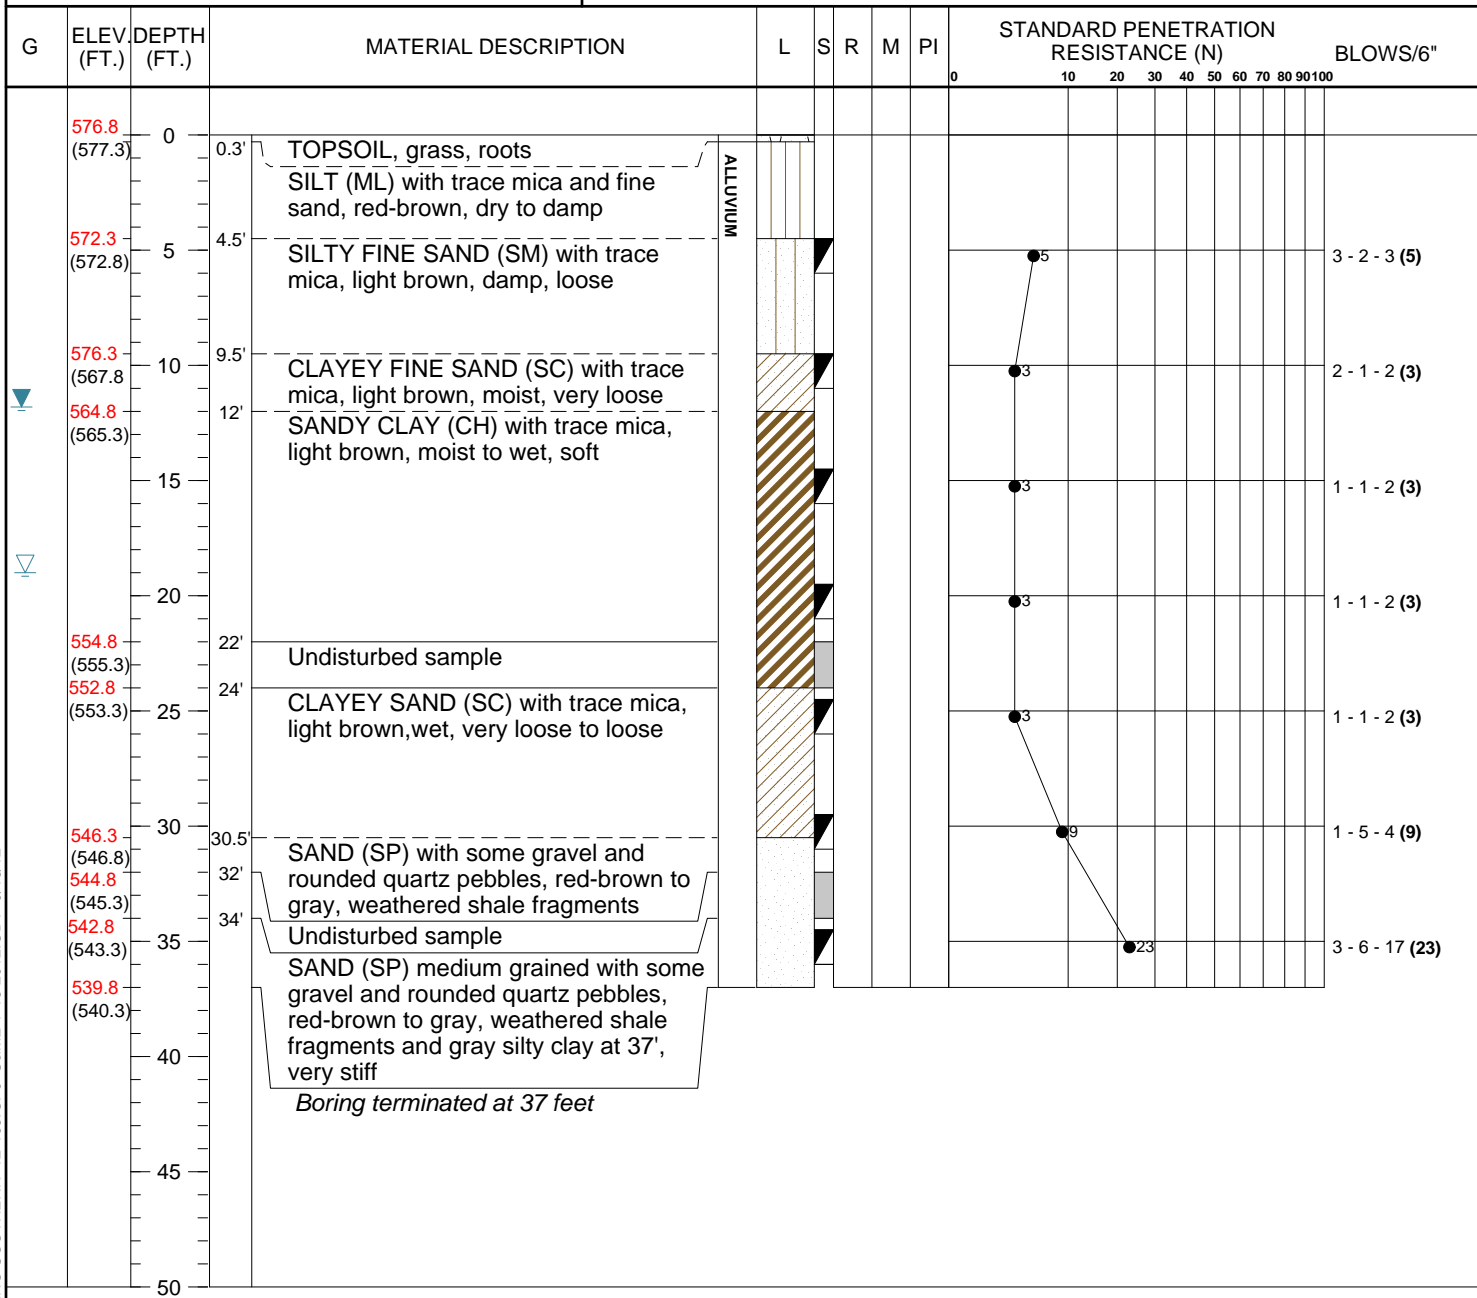 G
ELEV. (FT.)
DEPTH (FT.)
MATERIAL DESCRIPTION
L
S
R
M
PI
STANDARD PENETRATION
RESISTANCE (N)
BLOWS/6"
0 10 20 30 40 50 60 70 80 90 100
576.8
(577.3)
0
0.3'
TOPSOIL, grass, roots
SILT (ML) with trace mica and fine
sand, red-brown, dry to damp
ALLUVIUM
572.3
(572.8)
4.5'
5
SILTY FINE SAND (SM) with trace
mica, light brown, damp, loose
5
3 - 2 - 3 (5)
576.3
(567.8
9.5'
10
CLAYEY FINE SAND (SC) with trace
mica, light brown, moist, very loose
3
2 - 1 - 2 (3)
564.8
(565.3)
12'
SANDY CLAY (CH) with trace mica,
light brown, moist to wet, soft
15
3
1 - 1 - 2 (3)
20
3
1 - 1 - 2 (3)
554.8
(555.3)
22'
Undisturbed sample
552.8
(553.3)
24'
25
CLAYEY SAND (SC) with trace mica,
light brown,wet, very loose to loose
3
1 - 1 - 2 (3)
30
9
1 - 5 - 4 (9)
546.3
(546.8)
30.5'
SAND (SP) with some gravel and
rounded quartz pebbles, red-brown to
gray, weathered shale fragments
544.8
(545.3)
32'
542.8
(543.3)
34'
Undisturbed sample
35
23
3 - 6 - 17 (23)
SAND (SP) medium grained with some
gravel and rounded quartz pebbles,
red-brown to gray, weathered shale
fragments and gray silty clay at 37',
very stiff
539.8
(540.3)
40
Boring terminated at 37 feet
45
50